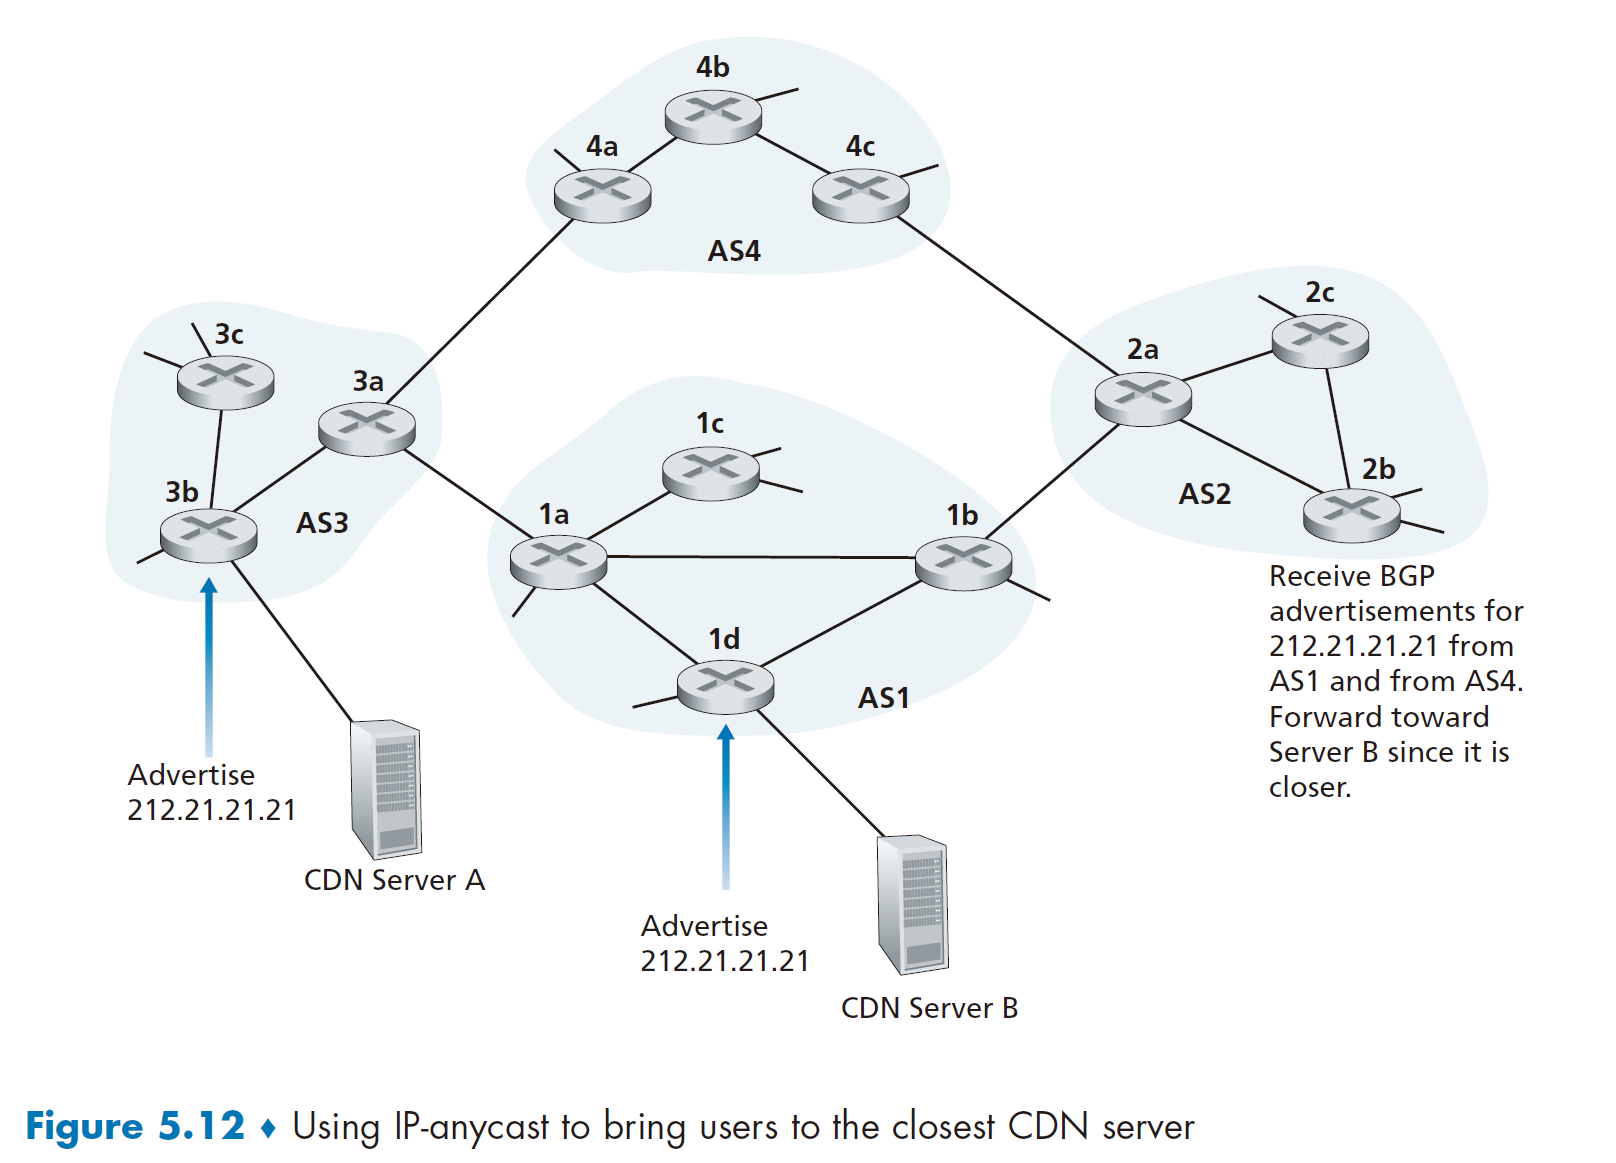 4b
4a
4c
AS4
2c
3c
2a
3a
1c
2b
3b
AS2
1a
1b
AS3
Receive BGP
advertisements for
212.21.21.21 from
AS1 and from AS4.
Forward toward
Server B since it is
closer.
1d
AS1
Advertise
212.21.21.21
CDN Server A
Advertise
212.21.21.21
CDN Server B
Figure 5.12 ♦ Using IP-anycast to bring users to the closest CDN server